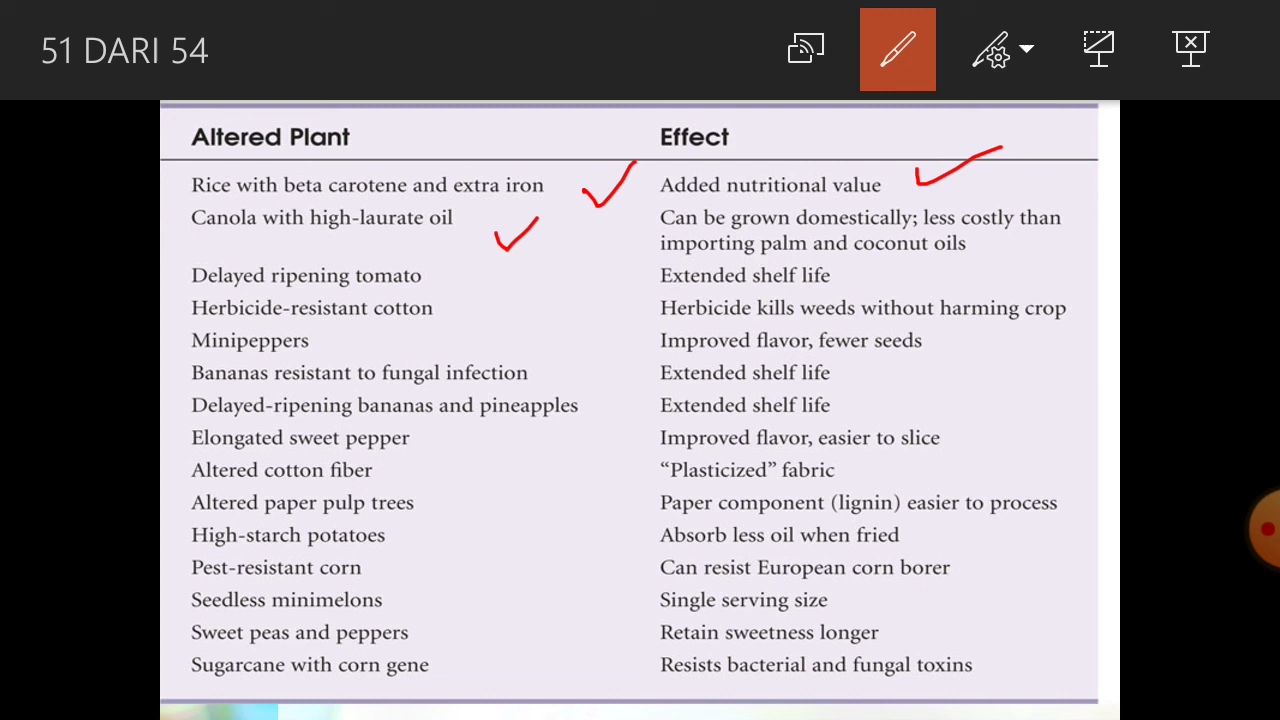 51 DARI 54
Altered Plant Effect
Rice with beta carotene and extra iron Added nutritional value
Canola with high-laurate oil Can be grown domestically; less costly than
importing palm and coconut oils
Delayed ripening tomato Extended shelf life
Herbicide-resistant cotton Herbicide kills weeds without harming crop
Minipeppers Improved flavor, fewer seeds
Bananas resistant to fungal infection Extended shelf life
Delayed-ripening bananas and pineapples Extended shelf life
Elongated sweet pepper Improved flavor, easier to slice
Altered cotton fiber “Plasticized” fabric
Altered paper pulp trees Paper component (lignin) easier to process
High-starch potatoes Absorb less oil when fried
Pest-resistant corn Can resist European corn borer
Seedless minimelons Single serving size
Sweet peas and peppers Retain sweetness longer
Sugarcane with corn gene Resists bacterial and fungal toxins